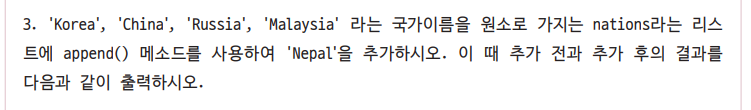 3. 'Korea', 'China', 'Russia', 'Malaysia' 라는 국가이름을 원소로 가지는 nations라는 리스
트에 append() 메소드를 사용하여 'Nepal'을 추가하시오. 이 때 추가 전과 추가 후의 결과를
다음과 같이 출력하시오.